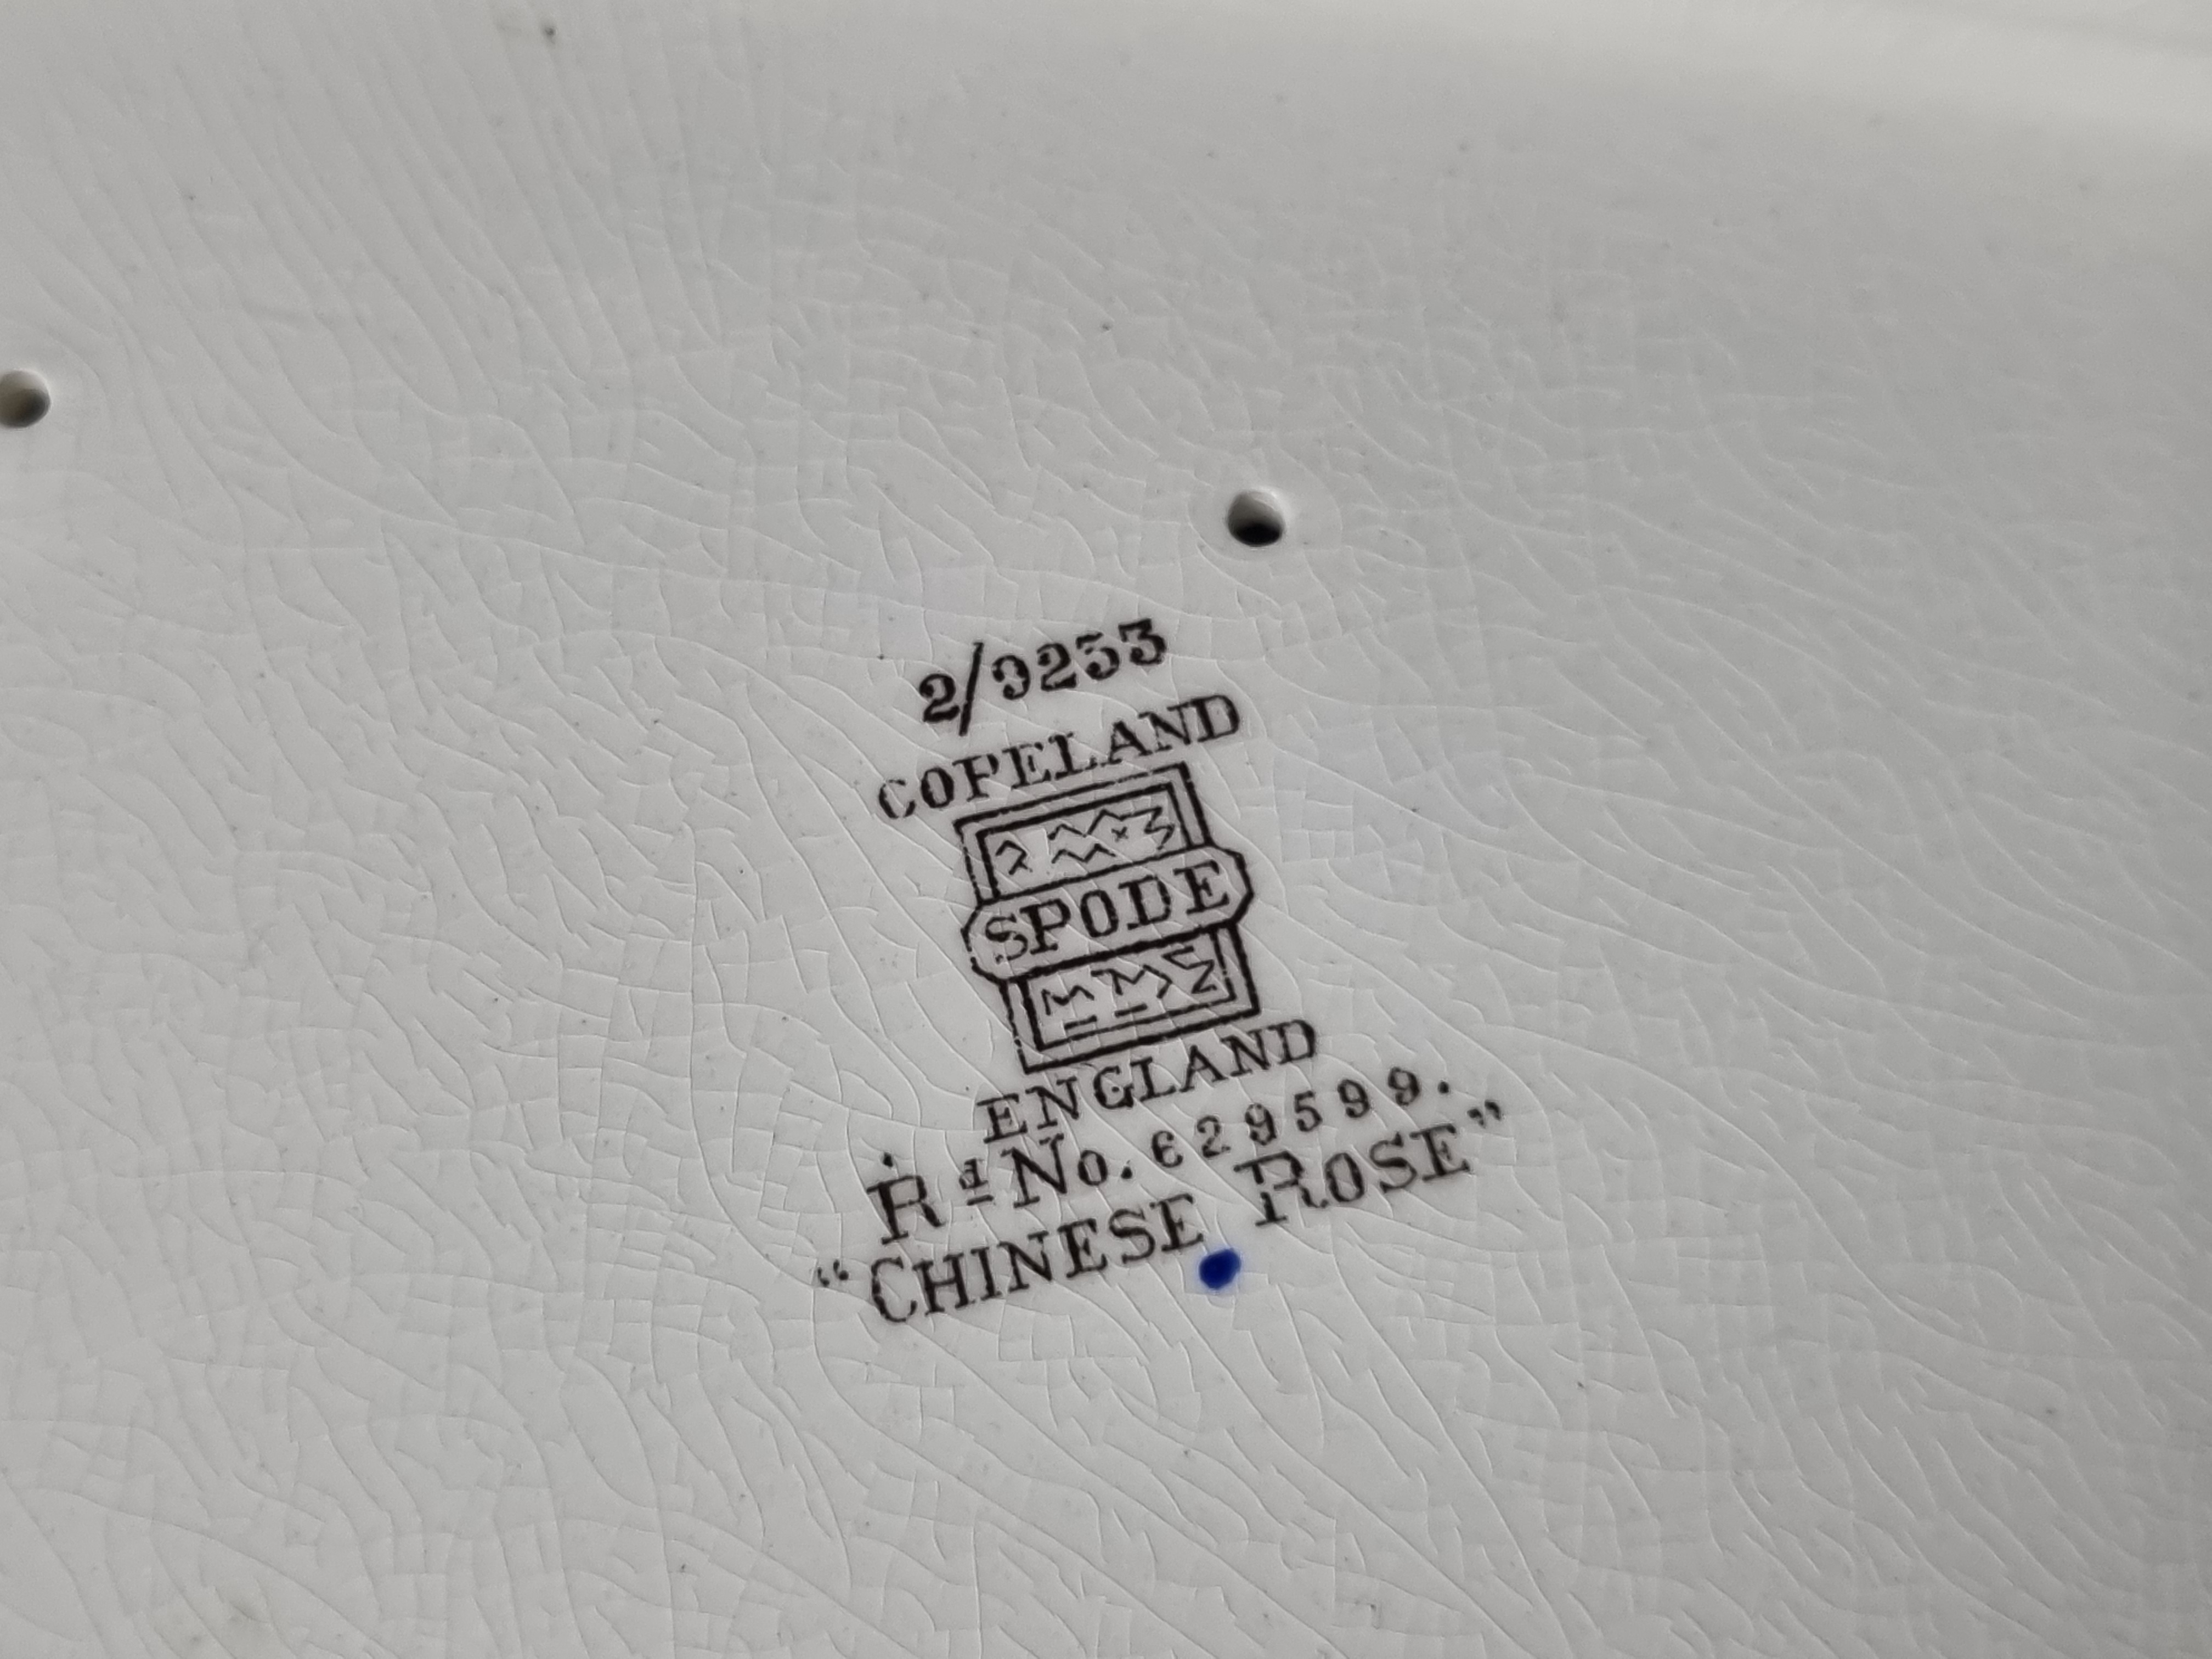 2/9253
COPELAND
SPODE
ENGLAND
Rd No. 629599.
“CHINESE ROSE”